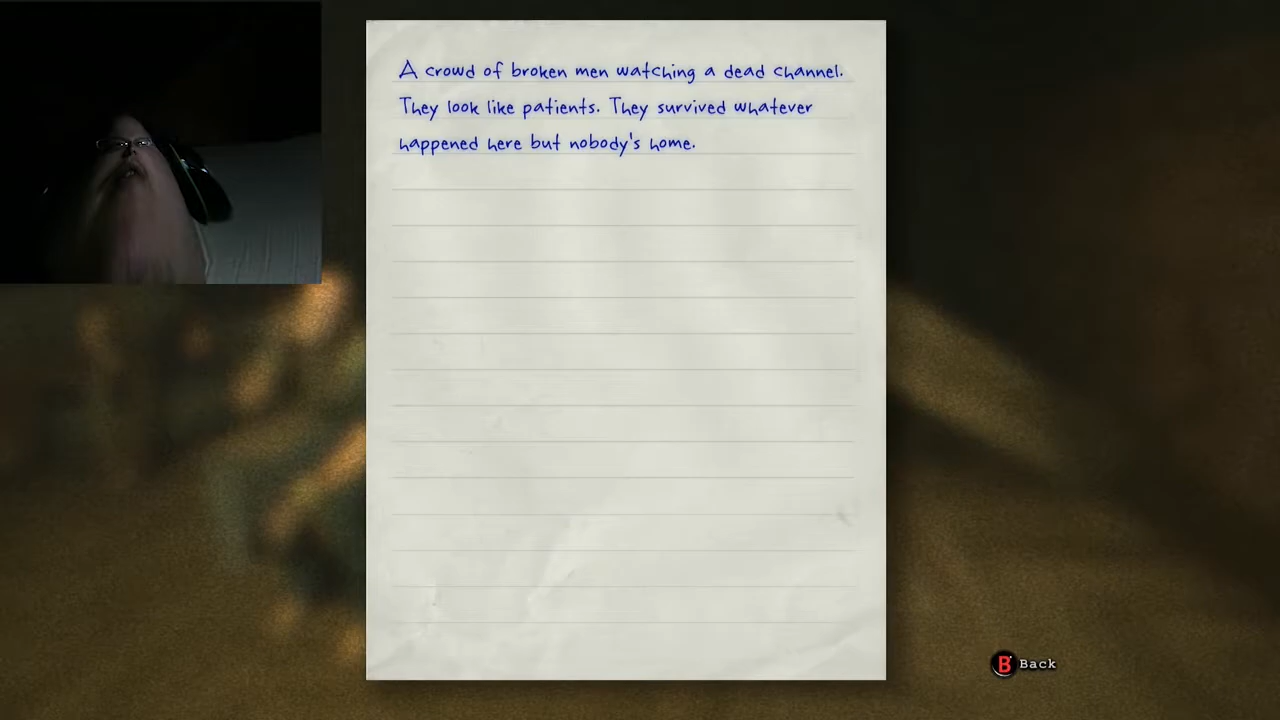 A crowd of broken men watching a dead channel.
They look like patients. They survived whatever
happened here but nobody's home.
B Back